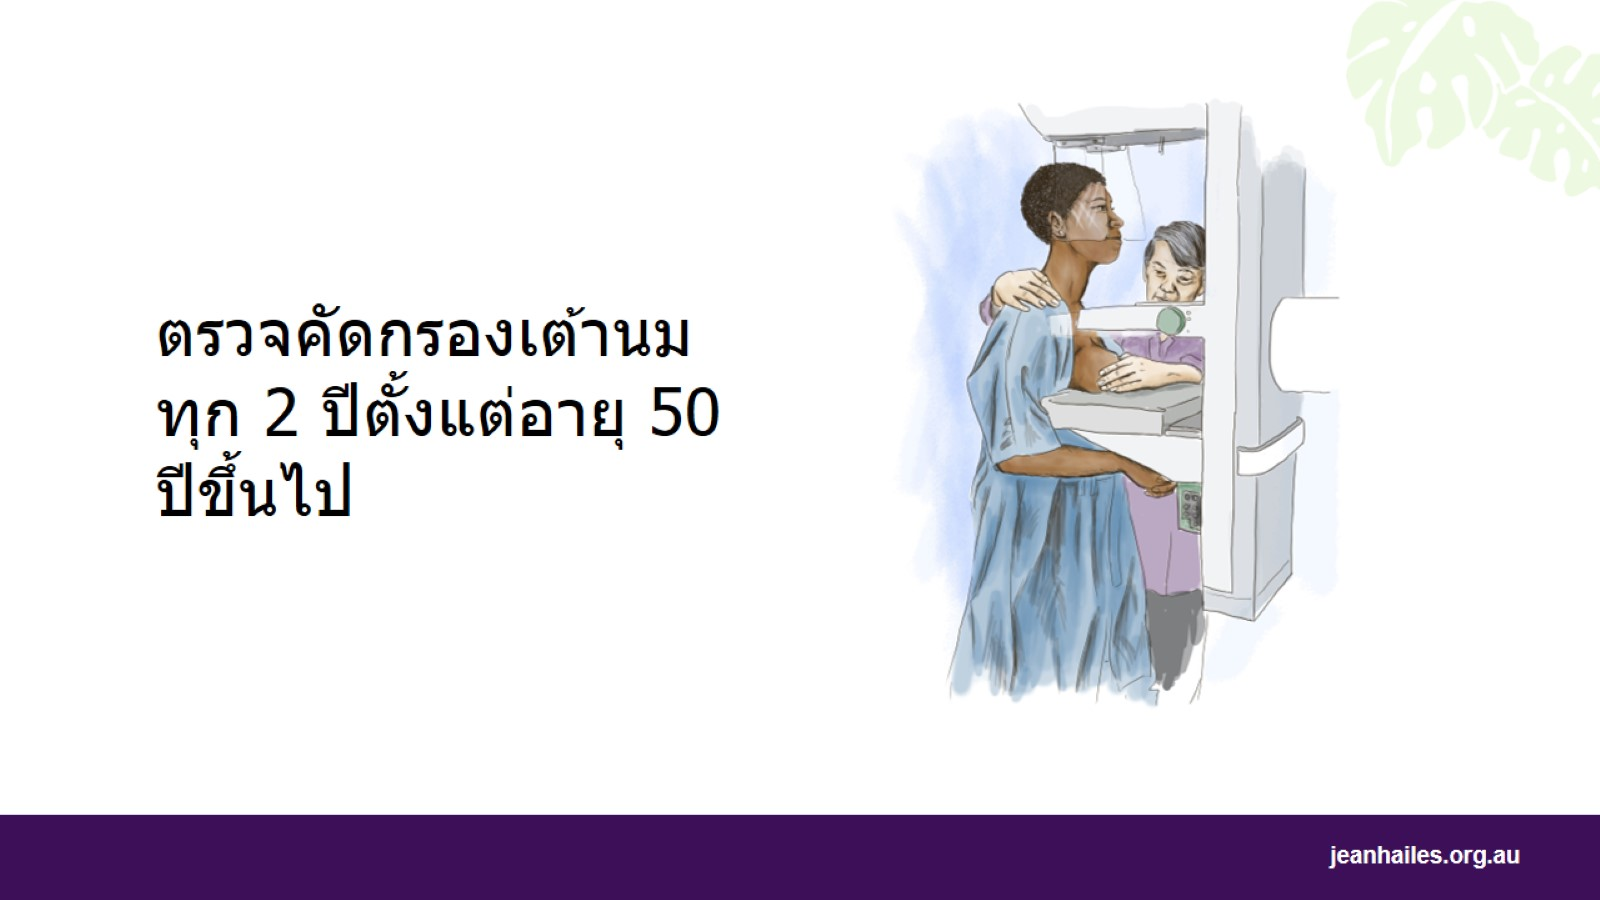 ตรวจคัดกรองเต้านม
ทุก 2 ปีตั้งแต่อายุ 50
ปีขึ้นไป
jeanhailes.org.au